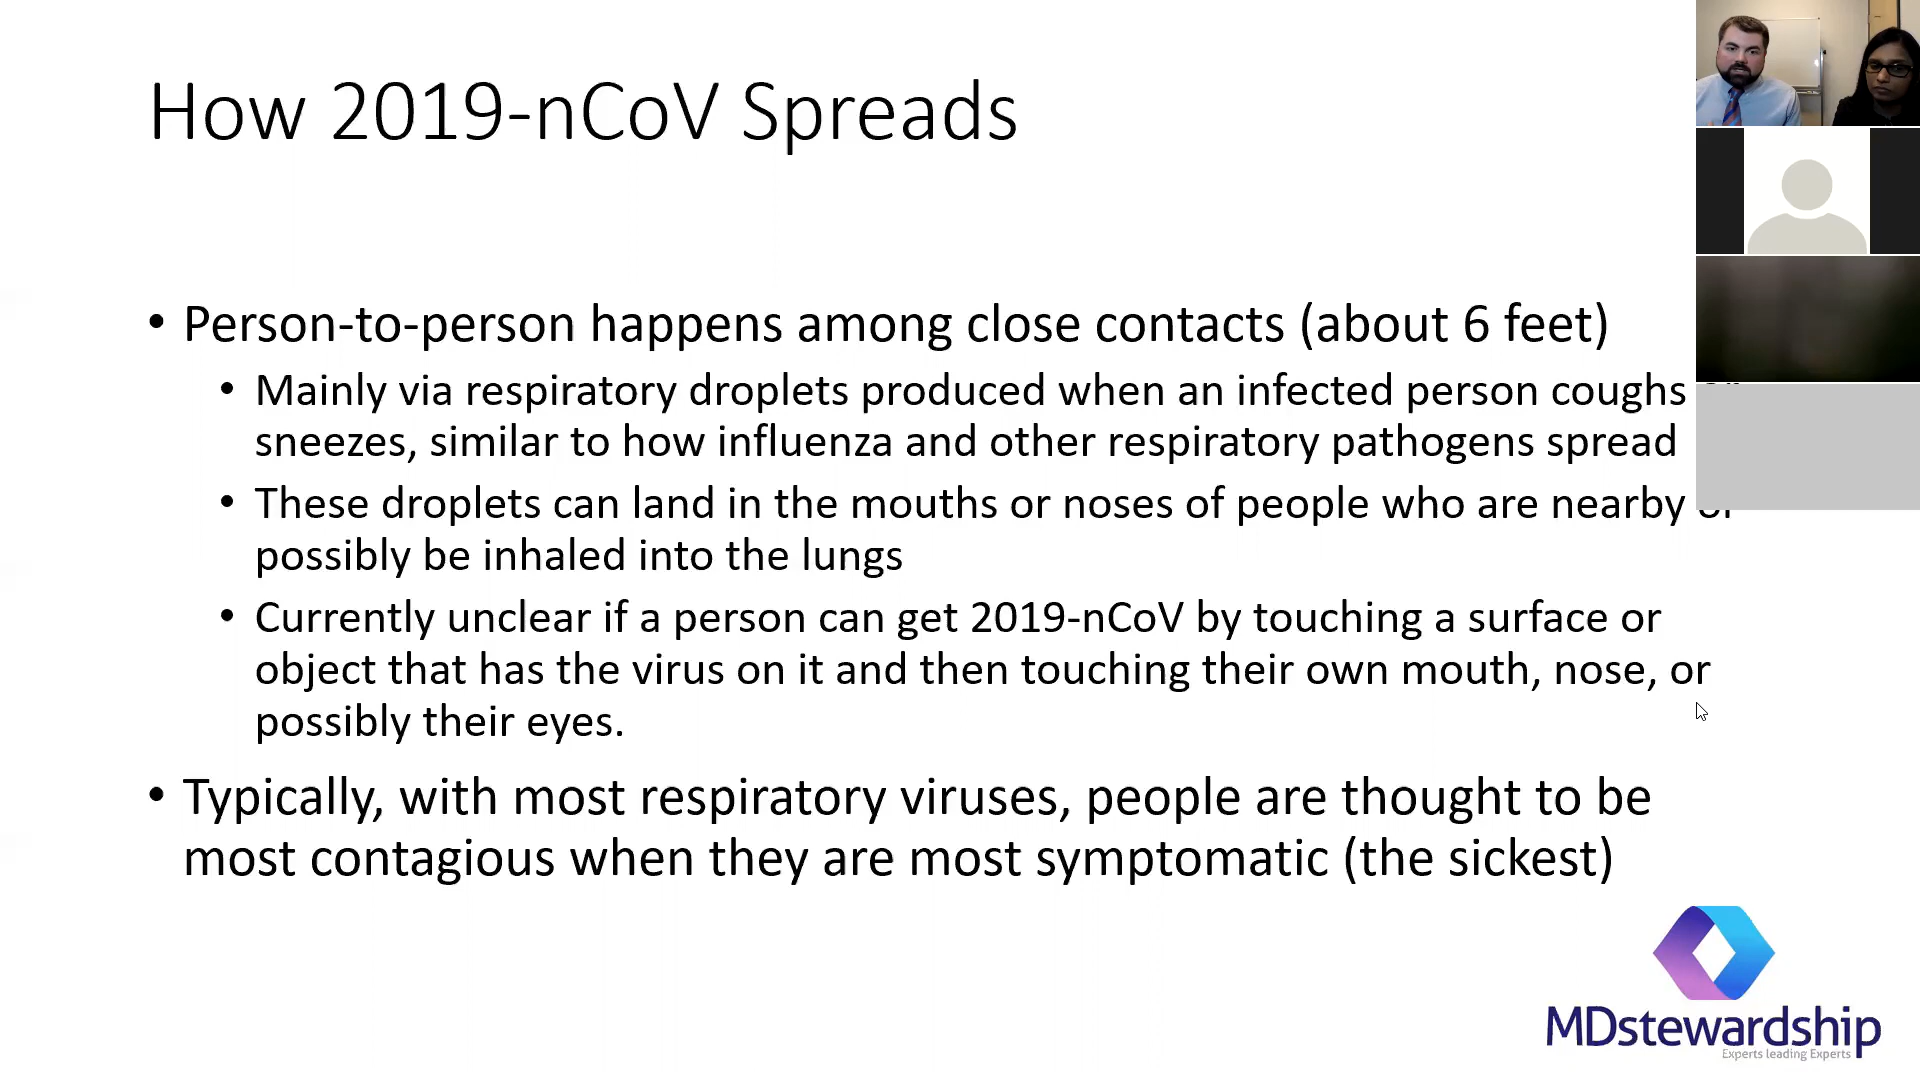 How 2019-nCoV Spreads
• Person-to-person happens among close contacts (about 6 feet)
• Mainly via respiratory droplets produced when an infected person coughs
sneezes, similar to how influenza and other respiratory pathogens spread
• These droplets can land in the mouths or noses of people who are nearby or
possibly be inhaled into the lungs
• Currently unclear if a person can get 2019-nCoV by touching a surface or
object that has the virus on it and then touching their own mouth, nose, or
possibly their eyes.
• Typically, with most respiratory viruses, people are thought to be
most contagious when they are most symptomatic (the sickest)
MDstewardship
Experts leading Experts